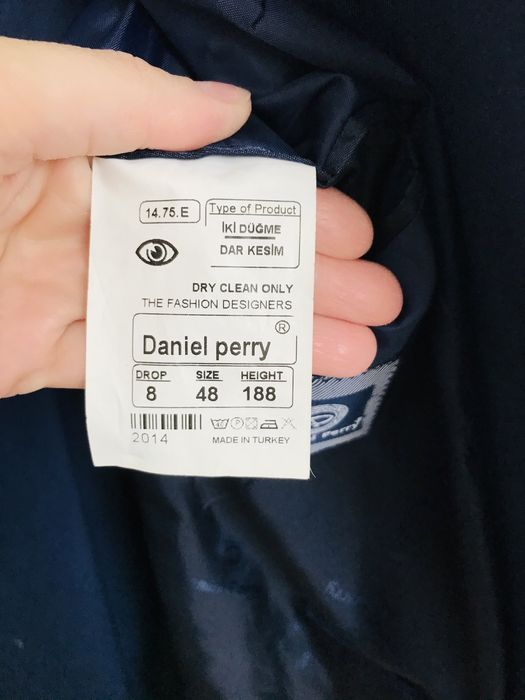 14.75.E
Type of Product
İKİ DÜĞME
DAR KESİM
DRY CLEAN ONLY
THE FASHION DESIGNERS
Daniel perry ®
DROP SIZE HEIGHT
8 48 188
2014
MADE IN TURKEY
Perry